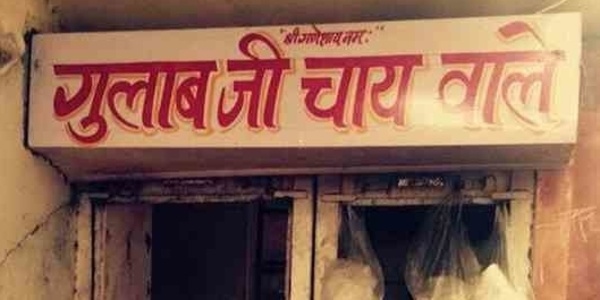 "श्री गणेशाय नमः"
गुलाब जी चाय वाले